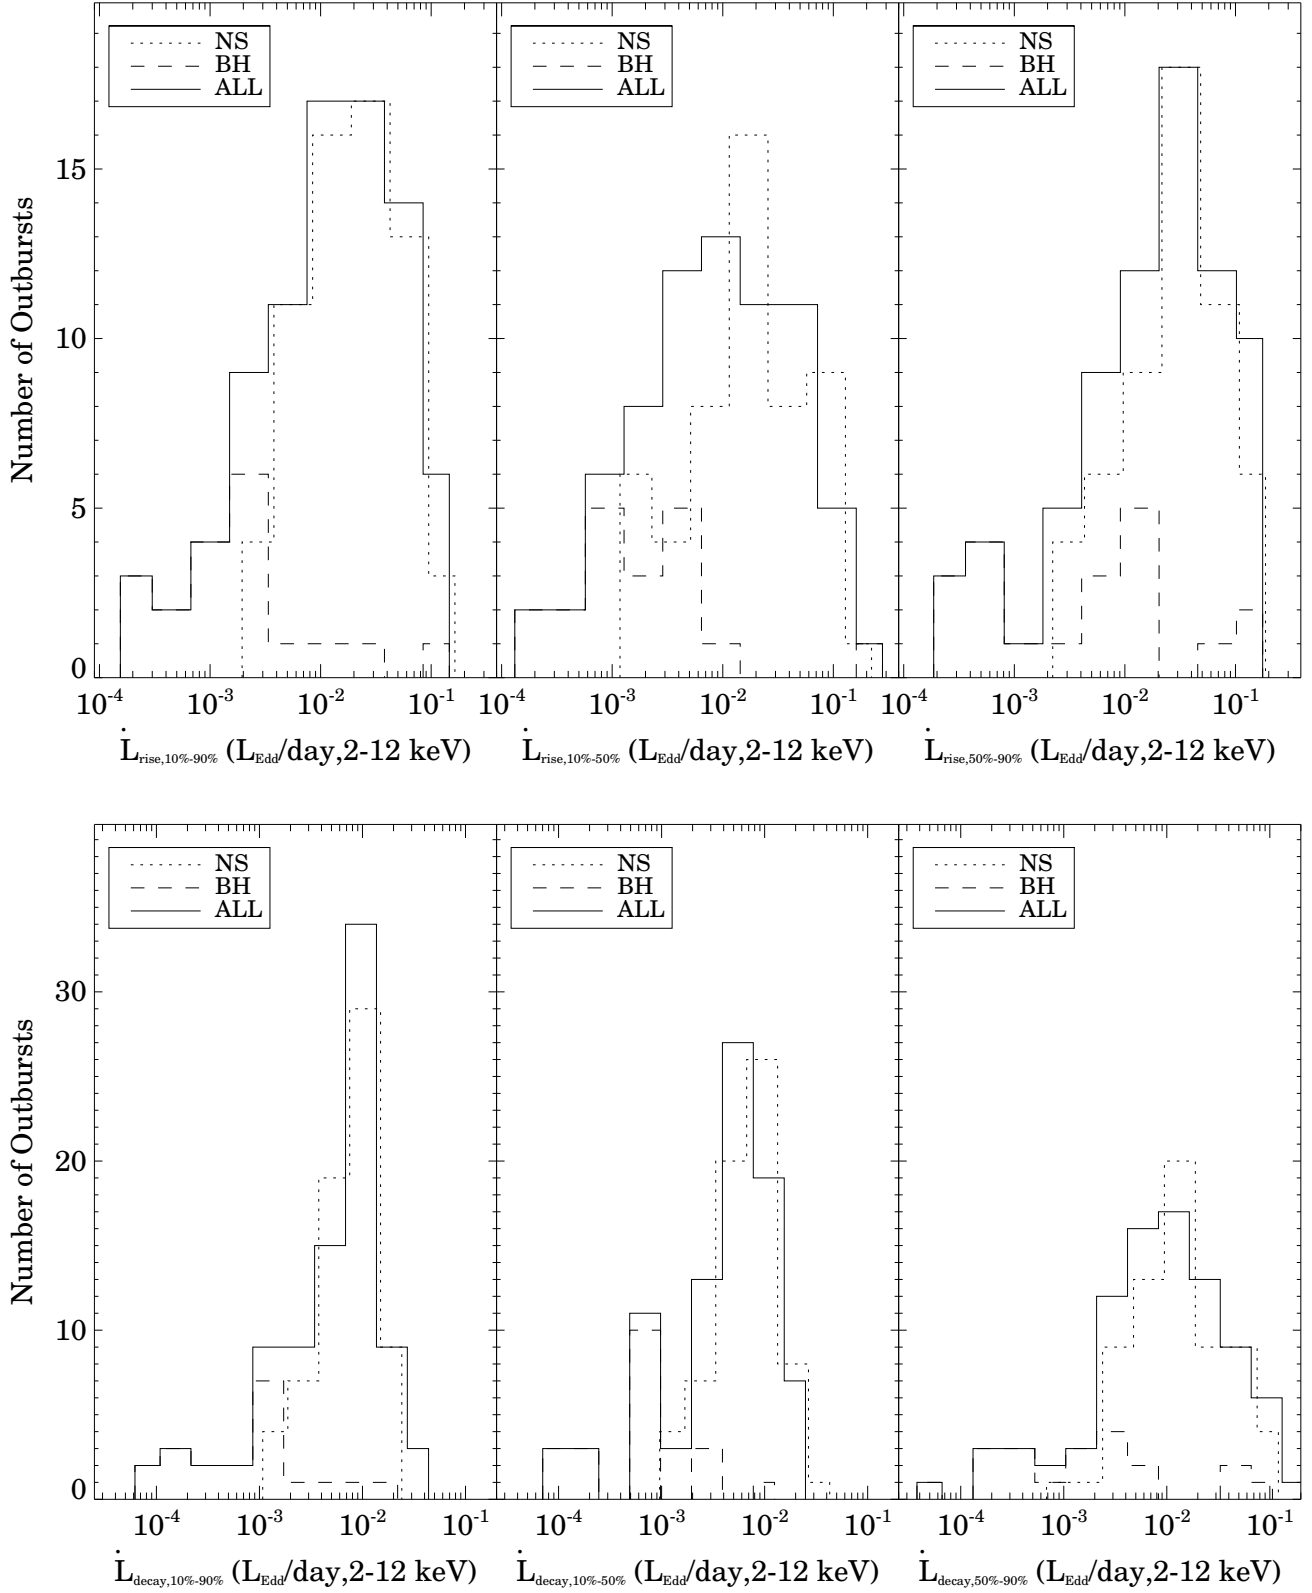 NS
BH
ALL
NS
BH
ALL
NS
BH
ALL
Number of Outbursts
15
10
5
0
10⁻⁴ 10⁻³ 10⁻² 10⁻¹
10⁻⁴ 10⁻³ 10⁻² 10⁻¹
10⁻⁴ 10⁻³ 10⁻² 10⁻¹
L̇rise,10%-90% (LEdd/day,2-12 keV)
L̇rise,10%-50% (LEdd/day,2-12 keV)
L̇rise,50%-90% (LEdd/day,2-12 keV)
NS
BH
ALL
NS
BH
ALL
NS
BH
ALL
Number of Outbursts
30
20
10
0
10⁻⁴ 10⁻³ 10⁻² 10⁻¹
10⁻⁴ 10⁻³ 10⁻² 10⁻¹
10⁻⁴ 10⁻³ 10⁻² 10⁻¹
L̇decay,10%-90% (LEdd/day,2-12 keV)
L̇decay,10%-50% (LEdd/day,2-12 keV)
L̇decay,50%-90% (LEdd/day,2-12 keV)